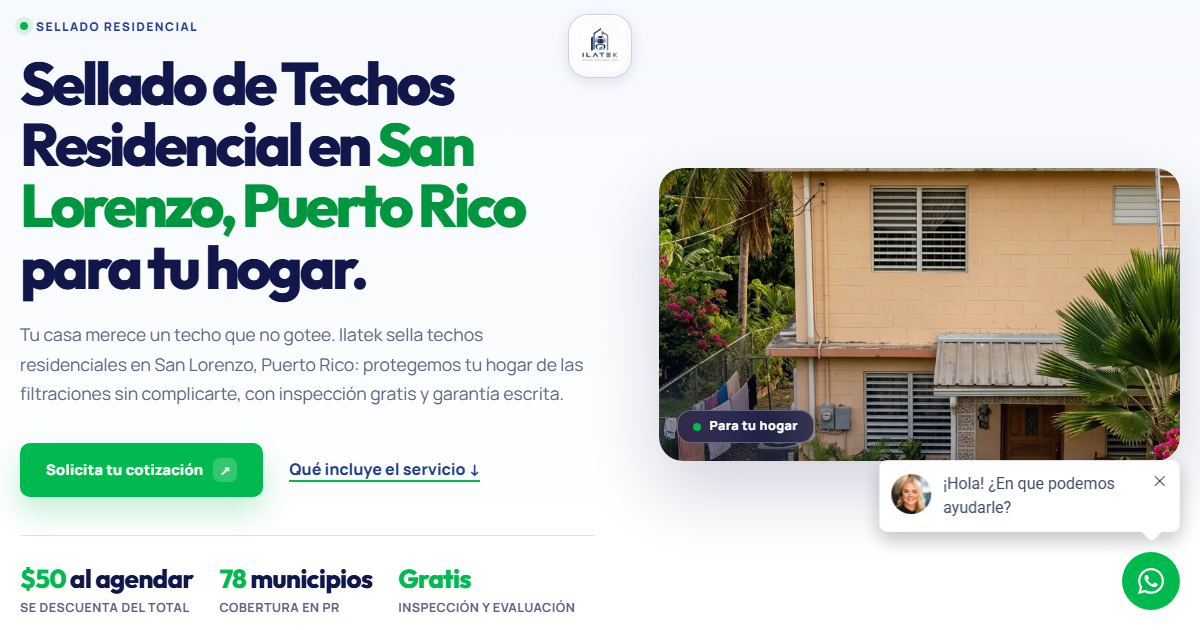 SELLADO RESIDENCIAL
ILATEK
Sellado de Techos
Residencial en San
Lorenzo, Puerto Rico
para tu hogar.
Tu casa merece un techo que no gotee. Ilatek sella techos
residenciales en San Lorenzo, Puerto Rico: protegemos tu hogar de las
filtraciones sin complicarte, con inspección gratis y garantía escrita.
Solicita tu cotización ↗
Qué incluye el servicio ↓
Para tu hogar
¡Hola! ¿En que podemos
ayudarle?
$50 al agendar
SE DESCUENTA DEL TOTAL
78 municipios
COBERTURA EN PR
Gratis
INSPECCIÓN Y EVALUACIÓN